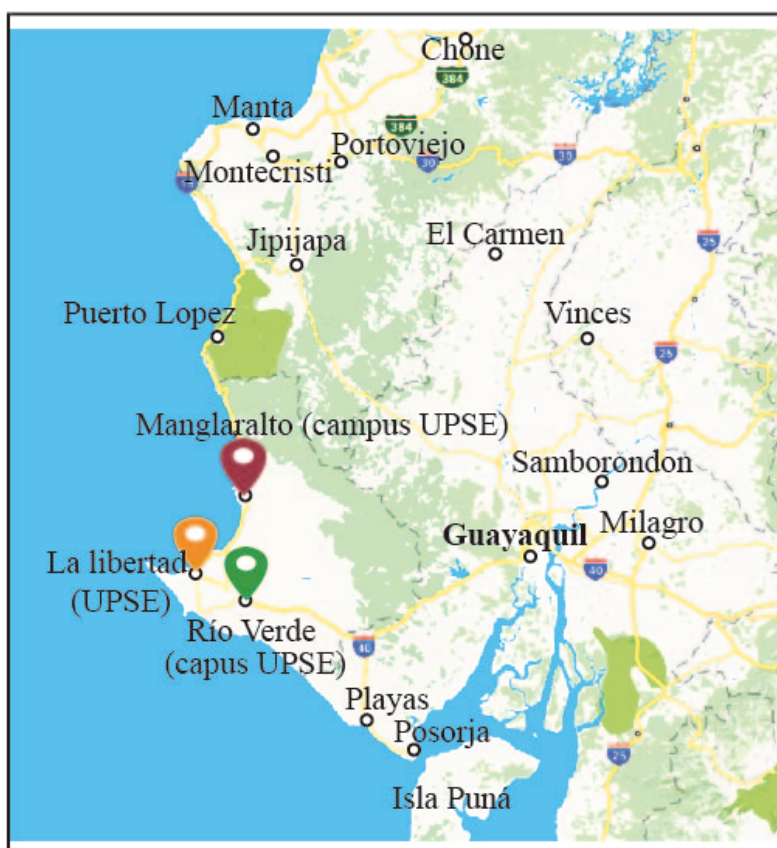 Chone
384
Manta
384
Portoviejo
30
30
Montecristi
Jipijapa
El Carmen
25
Puerto Lopez
Vinces
25
Manglaralto (campus UPSE)
Samborondon
Guayaquil
Milagro
La libertad
(UPSE)
40
Río Verde
(capus UPSE)
40
Playas
Posorja
25
Isla Puná